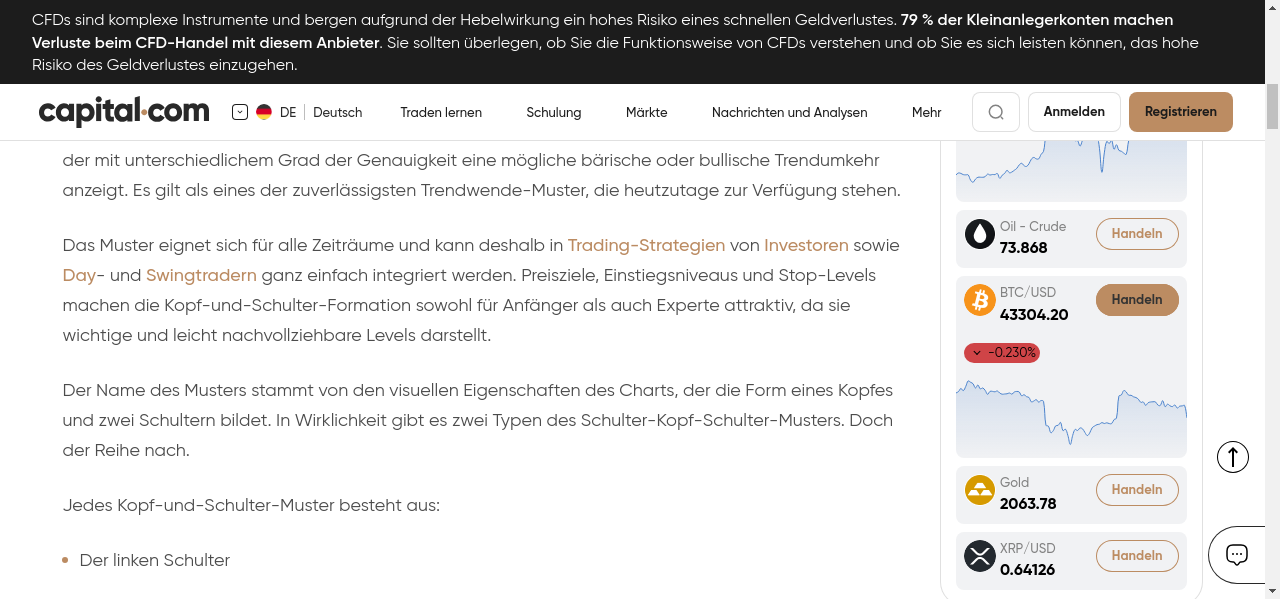 CFDs sind komplexe Instrumente und bergen aufgrund der Hebelwirkung ein hohes Risiko eines schnellen Geldverlustes. 79 % der Kleinanlegerkonten machen
Verluste beim CFD-Handel mit diesem Anbieter. Sie sollten überlegen, ob Sie die Funktionsweise von CFDs verstehen und ob Sie es sich leisten können, das hohe
Risiko des Geldverlustes einzugehen.
capital.com DE Deutsch Traden lernen Schulung Märkte Nachrichten und Analysen Mehr Anmelden Registrieren
der mit unterschiedlichem Grad der Genauigkeit eine mögliche bärische oder bullische Trendumkehr
anzeigt. Es gilt als eines der zuverlässigsten Trendwende-Muster, die heutzutage zur Verfügung stehen.
Das Muster eignet sich für alle Zeiträume und kann deshalb in Trading-Strategien von Investoren sowie
Day- und Swingtradern ganz einfach integriert werden. Preisziele, Einstiegsniveaus und Stop-Levels
machen die Kopf-und-Schulter-Formation sowohl für Anfänger als auch Experte attraktiv, da sie
wichtige und leicht nachvollziehbare Levels darstellt.
Der Name des Musters stammt von den visuellen Eigenschaften des Charts, der die Form eines Kopfes
und zwei Schultern bildet. In Wirklichkeit gibt es zwei Typen des Schulter-Kopf-Schulter-Musters. Doch
der Reihe nach.
Jedes Kopf-und-Schulter-Muster besteht aus:
Der linken Schulter
Oil - Crude
73.868
Handeln
BTC/USD
43304.20
Handeln
-0.230%
Gold
2063.78
Handeln
XRP/USD
0.64126
Handeln